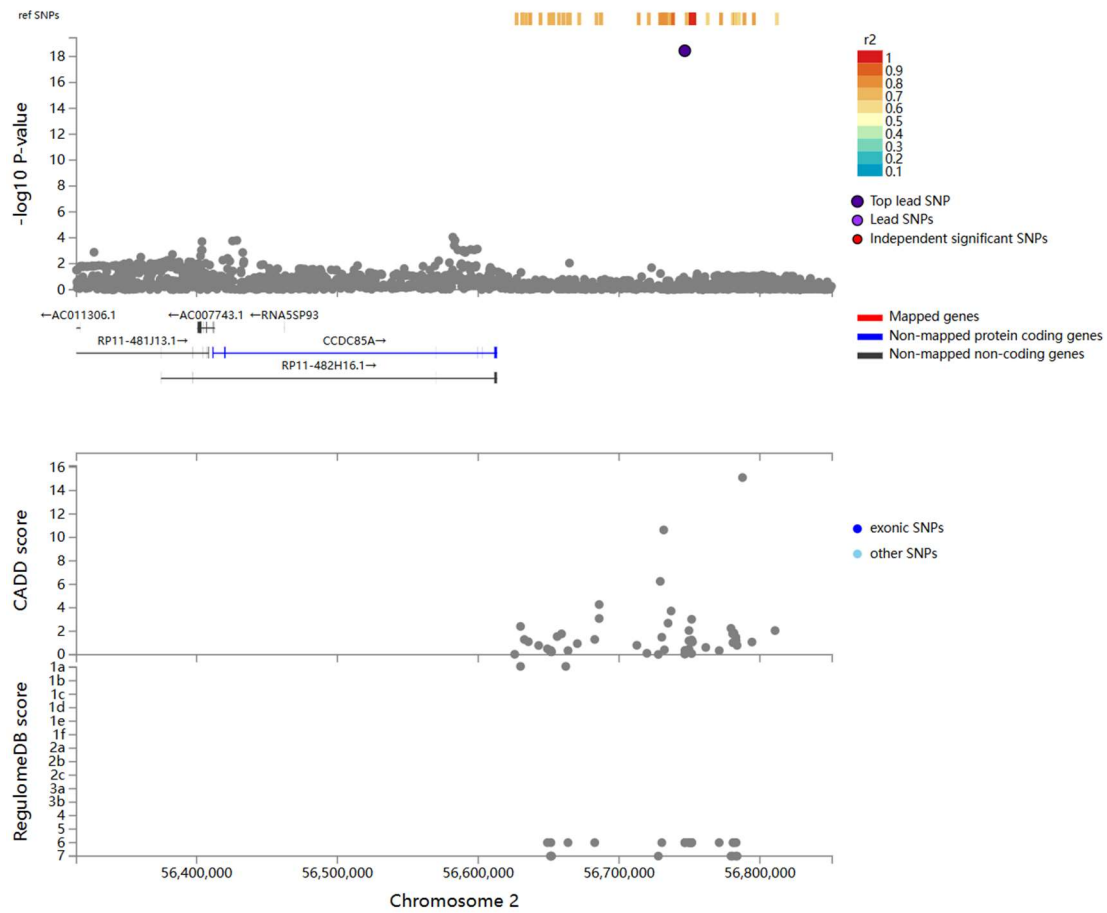 ref SNPs
-log10 P-value
18
16
14
12
10
8
6
4
2
0
r2
1
0.9
0.8
0.7
0.6
0.5
0.4
0.3
0.2
0.1
Top lead SNP
Lead SNPs
Independent significant SNPs
←AC011306.1 ←AC007743.1 ←RNA5SP93
RP11-481J13.1→ CCDC85A→
RP11-482H16.1→
Mapped genes
Non-mapped protein coding genes
Non-mapped non-coding genes
CADD score
16
14
12
10
8
6
4
2
0
exonic SNPs
other SNPs
RegulomeDB score
1a
1b
1c
1d
1e
1f
2a
2b
2c
3a
3b
4
5
6
7
56,400,000 56,500,000 56,600,000 56,700,000 56,800,000
Chromosome 2